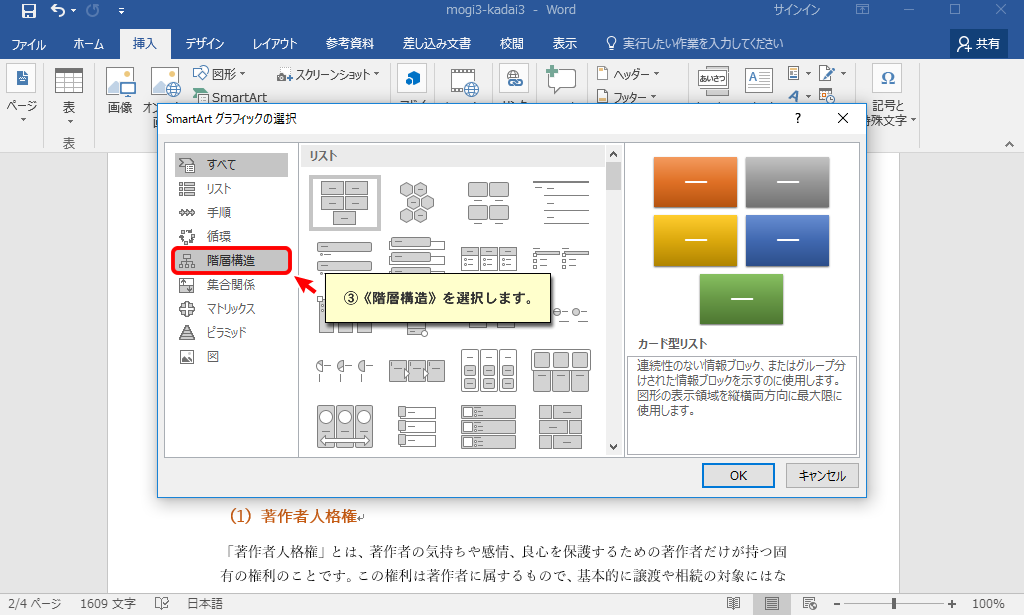 mogi3-kadai3 - Word
サインイン
ファイル ホーム 挿入 デザイン レイアウト 参考資料 差し込み文書 校閲 表示 実行したい作業を入力してください 共有
ページ
表
画像
図形
SmartArt
スクリーンショット
ヘッダー
フッター
あいさつ
記号と
特殊文字
表
SmartArt グラフィックの選択
?
すべて
リスト
手順
循環
階層構造
集合関係
マトリックス
ピラミッド
図
リスト
③《階層構造》を選択します。
カード型リスト
連続性のない情報ブロック、またはグループ分
けされた情報ブロックを示すのに使用します。
図形の表示領域を縦横両方向に最大限に
使用します。
OK
キャンセル
（1）著作者人格権
「著作者人格権」とは、著作者の気持ちや感情、良心を保護するための著作者だけが持つ固
有の権利のことです。この権利は著作者に属するもので、基本的に譲渡や相続の対象にはな
2/4 ページ 1609 文字 日本語
100%